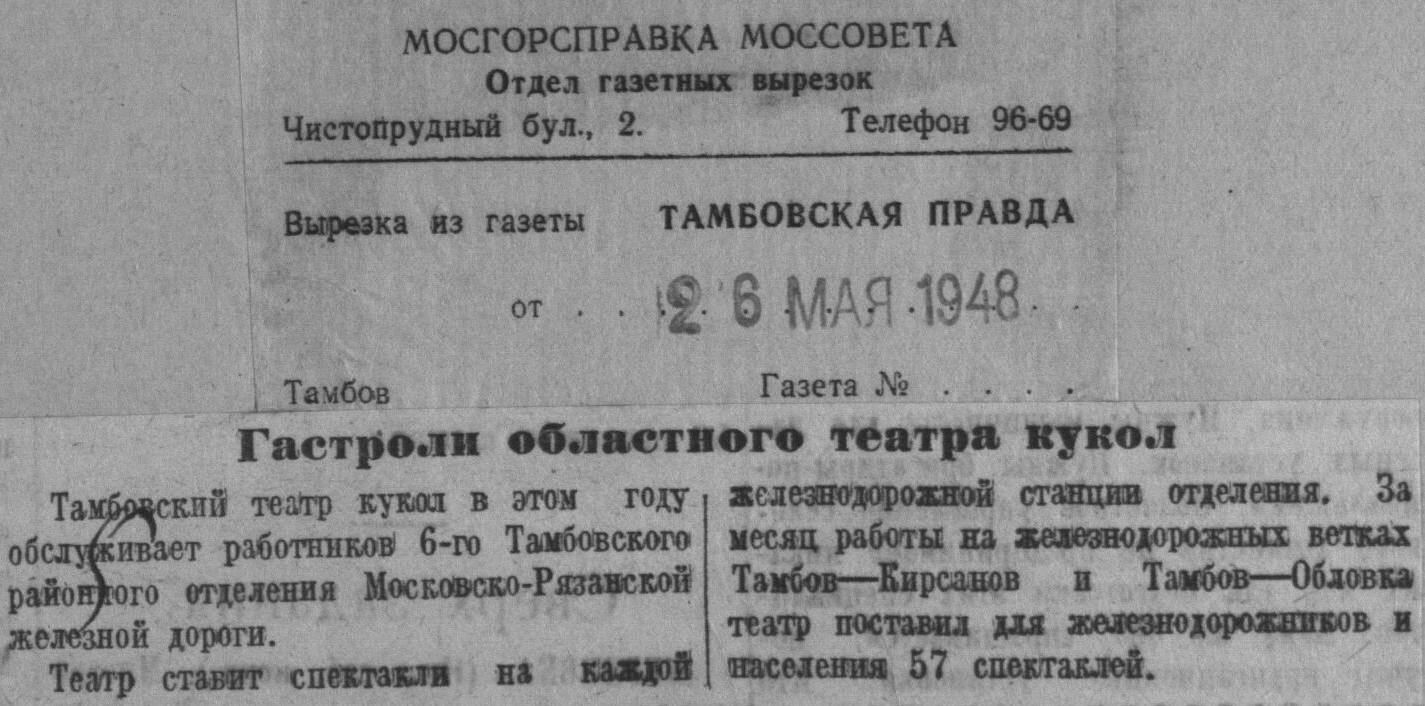 МОСГОРСПРАВКА МОССОВЕТА
Отдел газетных вырезок
Чистопрудный бул., 2. Телефон 96-69
Вырезка из газеты ТАМБОВСКАЯ ПРАВДА
от . . 26 МАЯ 1948 . .
Тамбов Газета № . . . .
Гастроли областного театра кукол
Тамбовский театр кукол в этом году
обслуживает работников 6-го Тамбовского
районного отделения Московско-Рязанской
железной дороги.
Театр ставит спектакли на каждой
железнодорожной станции отделения. За
месяц работы на железнодорожных ветках
Тамбов—Кирсанов и Тамбов—Обловка
театр поставил для железнодорожников и
населения 57 спектаклей.